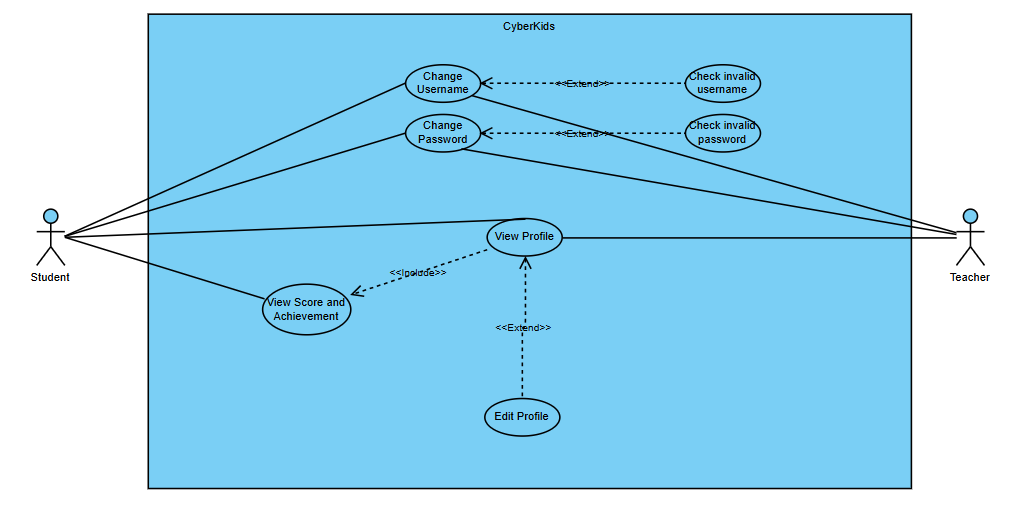 CyberKids
Change
Username
<<Extend>>
Check invalid
username
Change
Password
<<Extend>>
Check invalid
password
Student
View Profile
Teacher
<<Include>>
View Score and
Achievement
<<Extend>>
Edit Profile